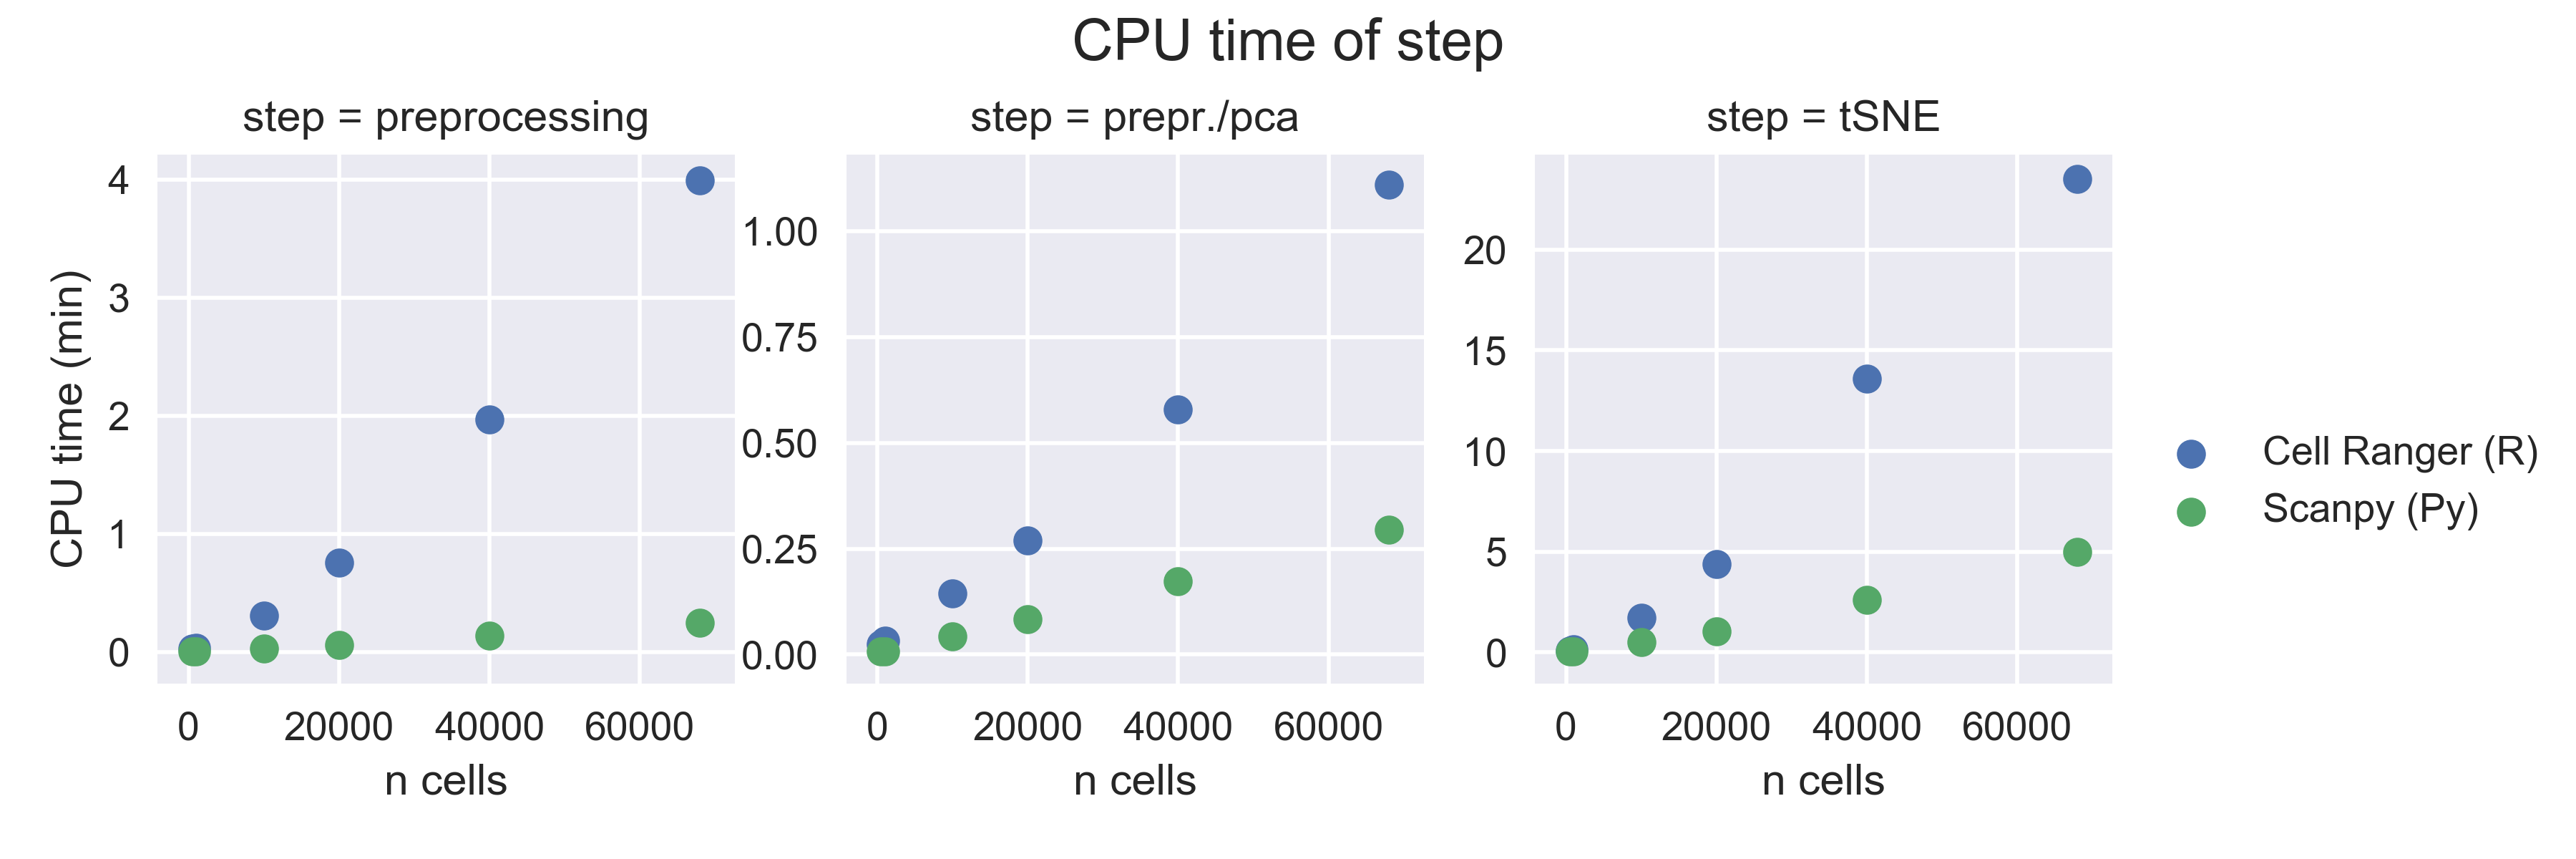 CPU time of step
step = preprocessing
step = prepr./pca
step = tSNE
CPU time (min)
4
3
2
1
0
0
20000
40000
60000
n cells
1.00
0.75
0.50
0.25
0.00
0
20000
40000
60000
n cells
20
15
10
5
0
0
20000
40000
60000
n cells
Cell Ranger (R)
Scanpy (Py)